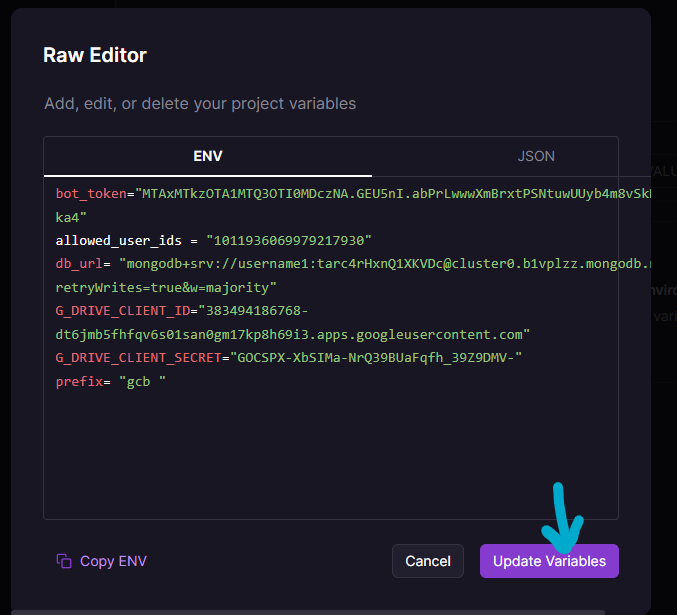 Raw Editor
Add, edit, or delete your project variables
ENV JSON
bot_token="MTAxMTkzOTA1MTQ3OTI0MDczNA.GEU5nI.abPrLwwwXmBrxtPSNtuwUUyb4m8vSk
ka4"
allowed_user_ids = "1011936069979217930"
db_url= "mongodb+srv://username1:tarc4rHxnQ1XKVDc@cluster0.b1vplzz.mongodb.
retryWrites=true&w=majority"
G_DRIVE_CLIENT_ID="383494186768-
dt6jmb5fhfqv6s01san0gm17kp8h69i3.apps.googleusercontent.com"
G_DRIVE_CLIENT_SECRET="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"
prefix= "gcb "
Copy ENV
Cancel
Update Variables